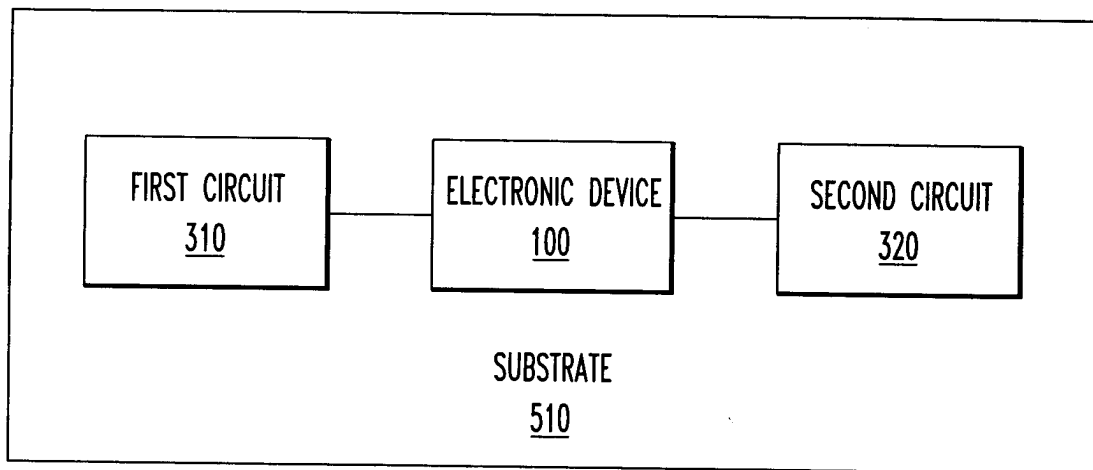 FIRST CIRCUIT
310
ELECTRONIC DEVICE
100
SECOND CIRCUIT
320
SUBSTRATE
510